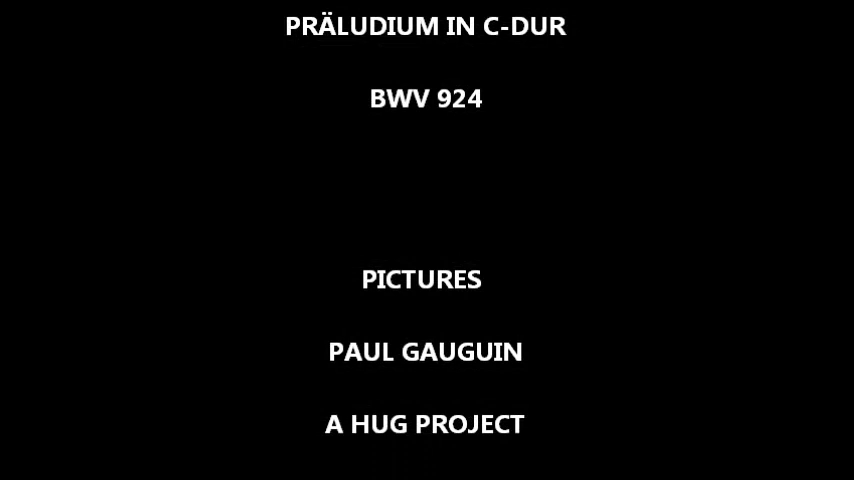 PRÄLUDIUM IN C-DUR
BWV 924
PICTURES
PAUL GAUGUIN
A HUG PROJECT